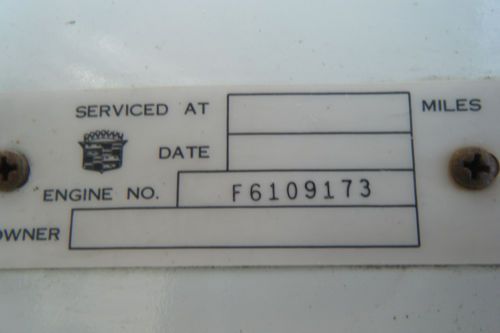 SERVICED AT MILES
DATE
ENGINE NO. F6109173
OWNER